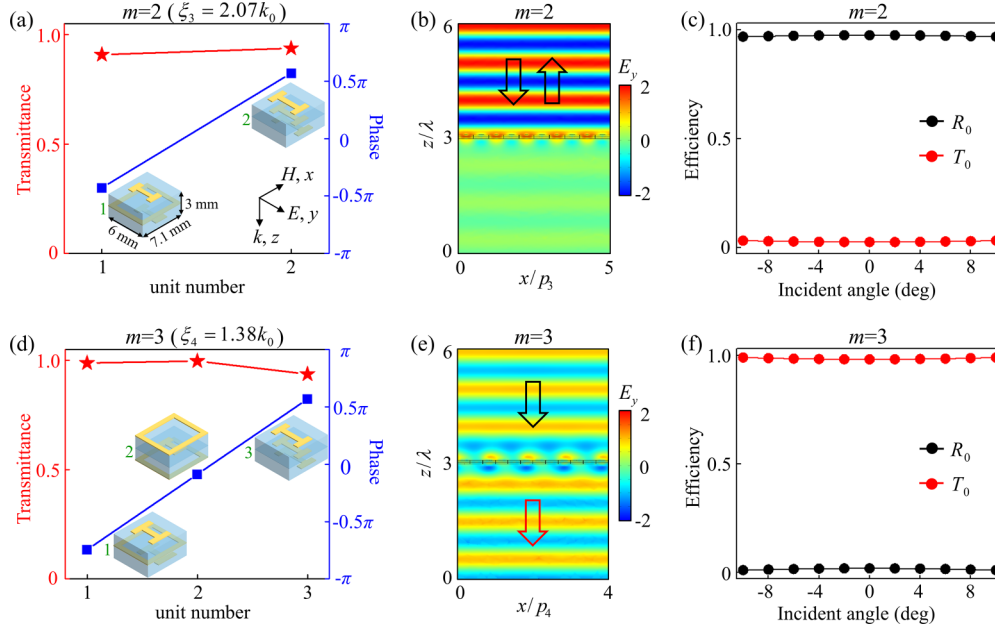 (a)
m=2 (ξ3 = 2.07k0)
1.0
0.5
0
Transmittance
π
0.5π
0
-0.5π
-π
Phase
2
1
3 mm
6 mm
7.1 mm
H, x
E, y
k, z
1
2
unit number
(b)
m=2
6
3
0
z/λ
0
5
x/p3
Ey
2
0
-2
(c)
m=2
1.0
0
Efficiency
R0
T0
-8
-4
0
4
8
Incident angle (deg)
(d)
m=3 (ξ4 = 1.38k0)
1.0
0.5
0
Transmittance
π
0.5π
0
-0.5π
-π
Phase
2
3
1
1
2
3
unit number
(e)
m=3
6
3
0
z/λ
0
4
x/p4
Ey
2
0
-2
(f)
m=3
1.0
0.5
0
Efficiency
R0
T0
-8
-4
0
4
8
Incident angle (deg)